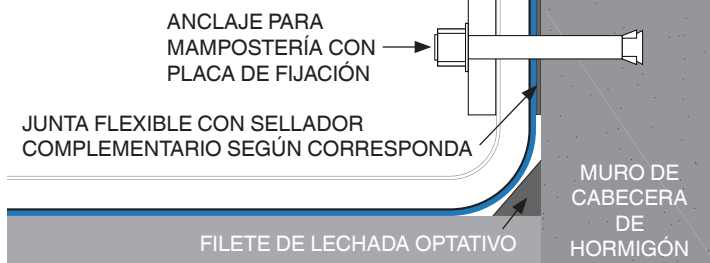 ANCLAJE PARA
MAMPOSTERÍA CON
PLACA DE FIJACIÓN
JUNTA FLEXIBLE CON SELLADOR
COMPLEMENTARIO SEGÚN CORRESPONDA
MURO DE
CABECERA
DE
HORMIGÓN
FILETE DE LECHADA OPTATIVO